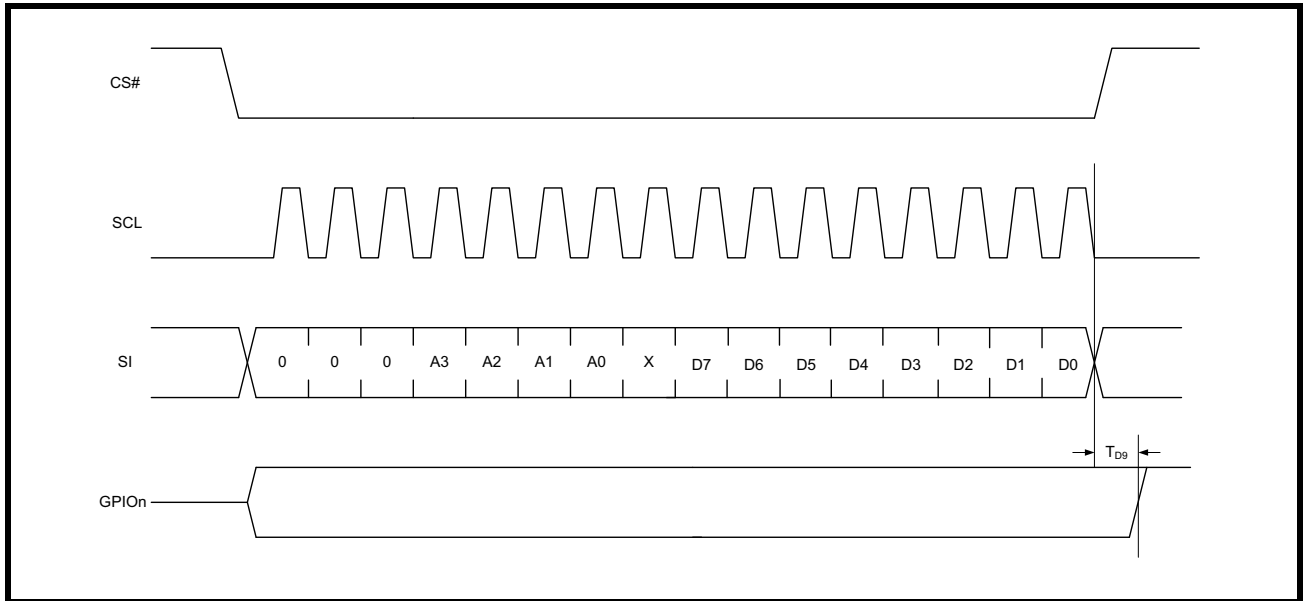 CS#
SCL
SI
0 0 0 A3 A2 A1 A0 X D7 D6 D5 D4 D3 D2 D1 D0
TD9
GPIOn